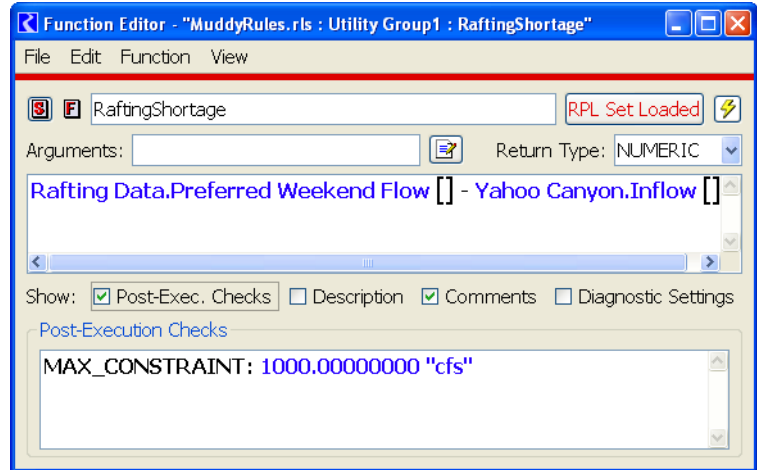 Function Editor - "MuddyRules.rls : Utility Group1 : RaftingShortage"
File Edit Function View
S F RaftingShortage RPL Set Loaded
Arguments: Return Type: NUMERIC
Rafting Data.Preferred Weekend Flow [] - Yahoo Canyon.Inflow []
Show: Post-Exec. Checks Description Comments Diagnostic Settings
Post-Execution Checks
MAX_CONSTRAINT: 1000.00000000 "cfs"